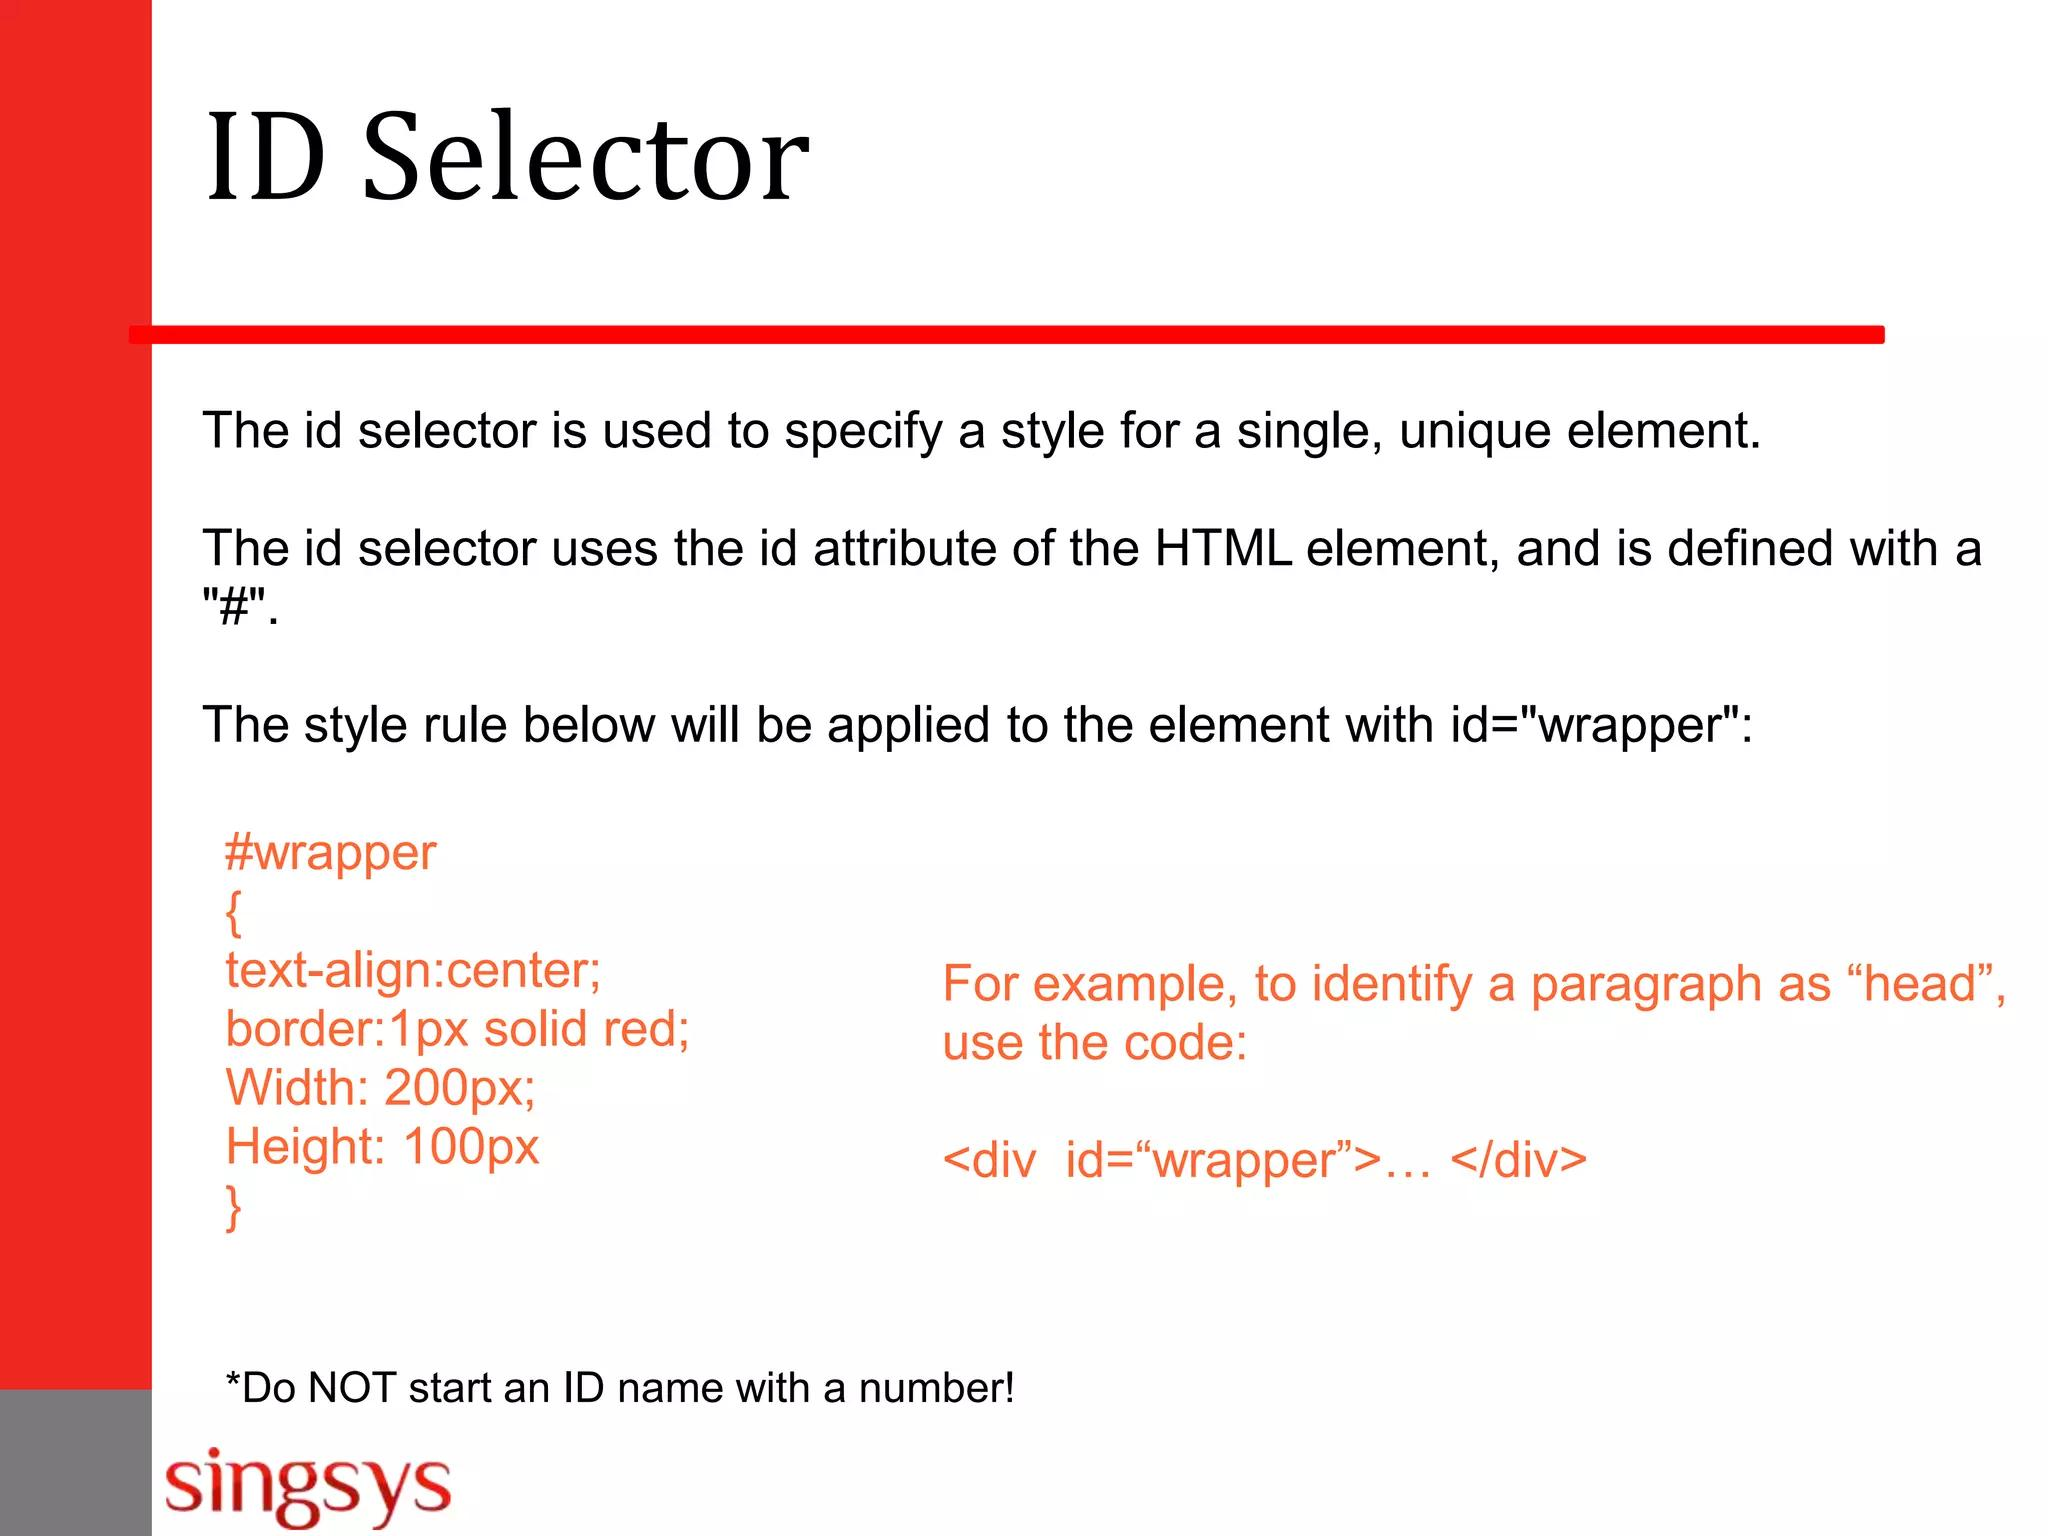 ID Selector
The id selector is used to specify a style for a single, unique element.
The id selector uses the id attribute of the HTML element, and is defined with a
"#".
The style rule below will be applied to the element with id="wrapper":
#wrapper
{
text-align:center;
border:1px solid red;
Width: 200px;
Height: 100px
}
For example, to identify a paragraph as “head”,
use the code:
<div  id=“wrapper”>… </div>
*Do NOT start an ID name with a number!
singsys